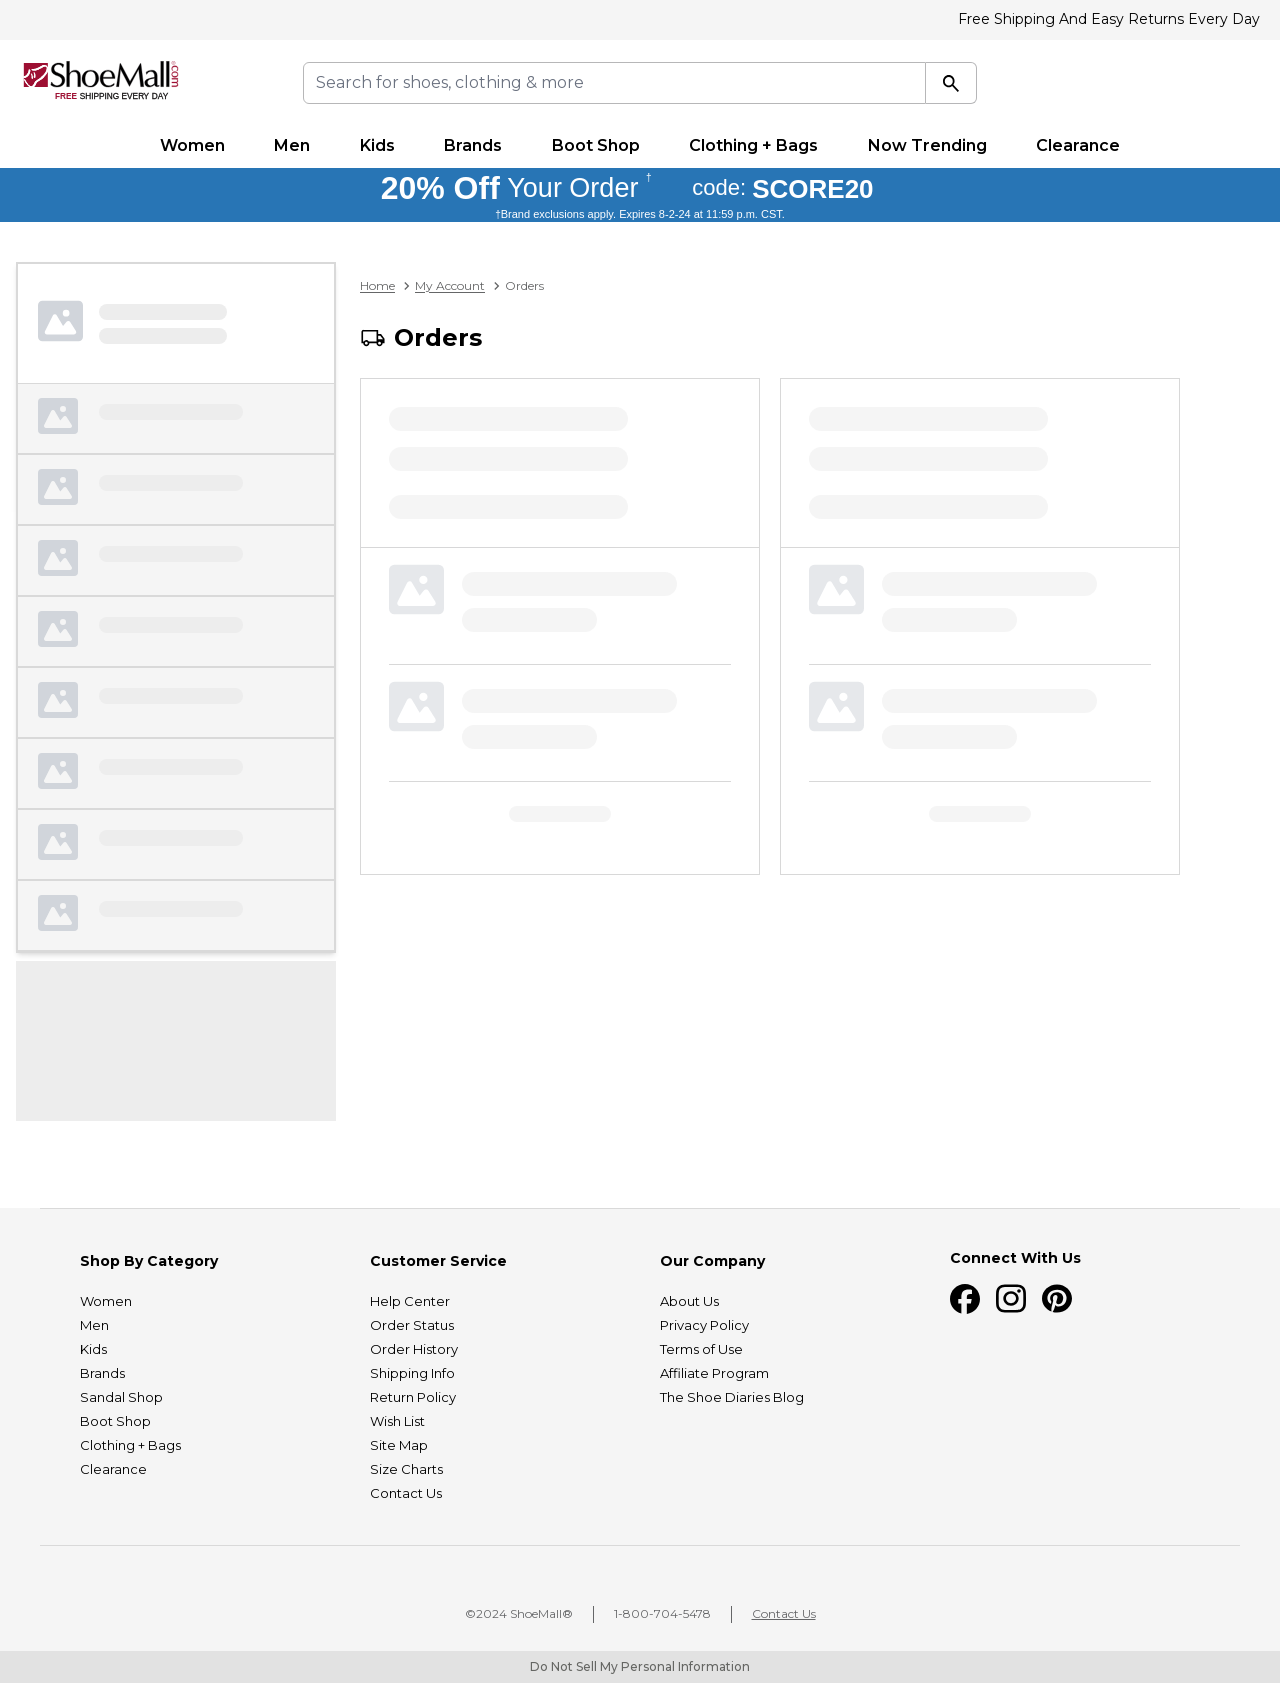 Free Shipping And Easy Returns Every Day
ShoeMall.com
FREE SHIPPING EVERY DAY
Search for shoes, clothing & more
Women Men Kids Brands Boot Shop Clothing + Bags Now Trending Clearance
20% Off Your Order † code: SCORE20
†Brand exclusions apply. Expires 8-2-24 at 11:59 p.m. CST.
Home > My Account > Orders
Orders
Shop By Category
Women
Men
Kids
Brands
Sandal Shop
Boot Shop
Clothing + Bags
Clearance
Customer Service
Help Center
Order Status
Order History
Shipping Info
Return Policy
Wish List
Site Map
Size Charts
Contact Us
Our Company
About Us
Privacy Policy
Terms of Use
Affiliate Program
The Shoe Diaries Blog
Connect With Us
©2024 ShoeMall® | 1-800-704-5478 | Contact Us
Do Not Sell My Personal Information